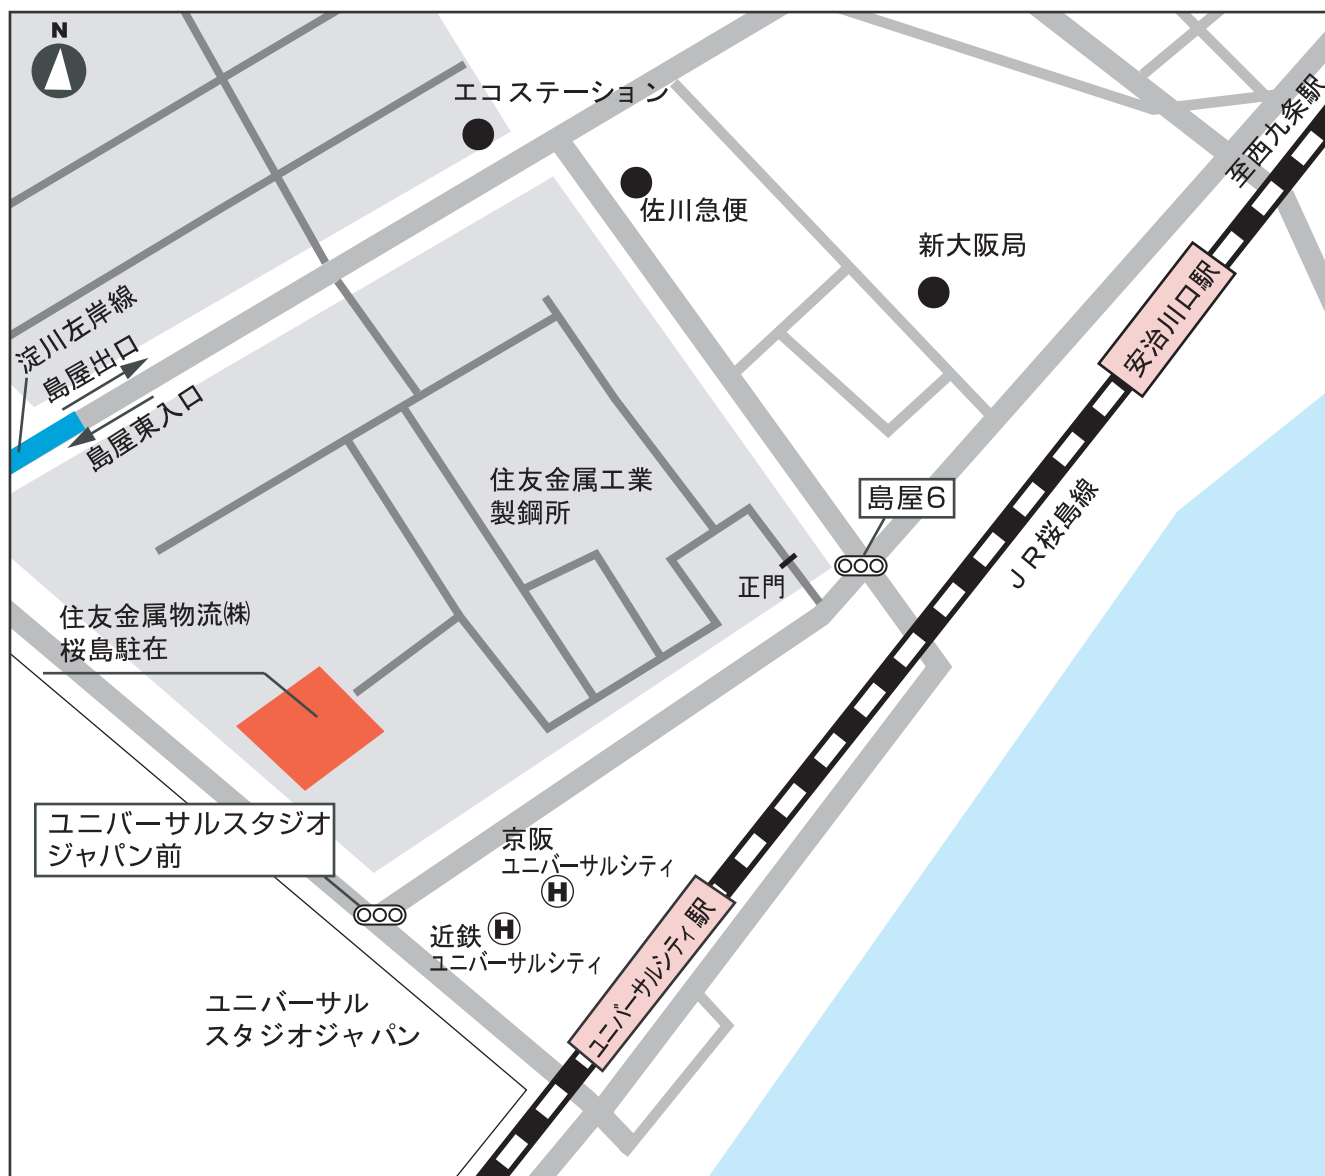 N
エコステーション
至西九条駅
佐川急便
新大阪局
安治川口駅
淀川左岸線
島屋出口
島屋東入口
住友金属工業
製鋼所
島屋6
JR桜島線
正門
住友金属物流㈱
桜島駐在
ユニバーサルスタジオ
ジャパン前
京阪
ユニバーサルシティ
H
近鉄
H
ユニバーサルシティ
ユニバーサルシティ駅
ユニバーサル
スタジオジャパン